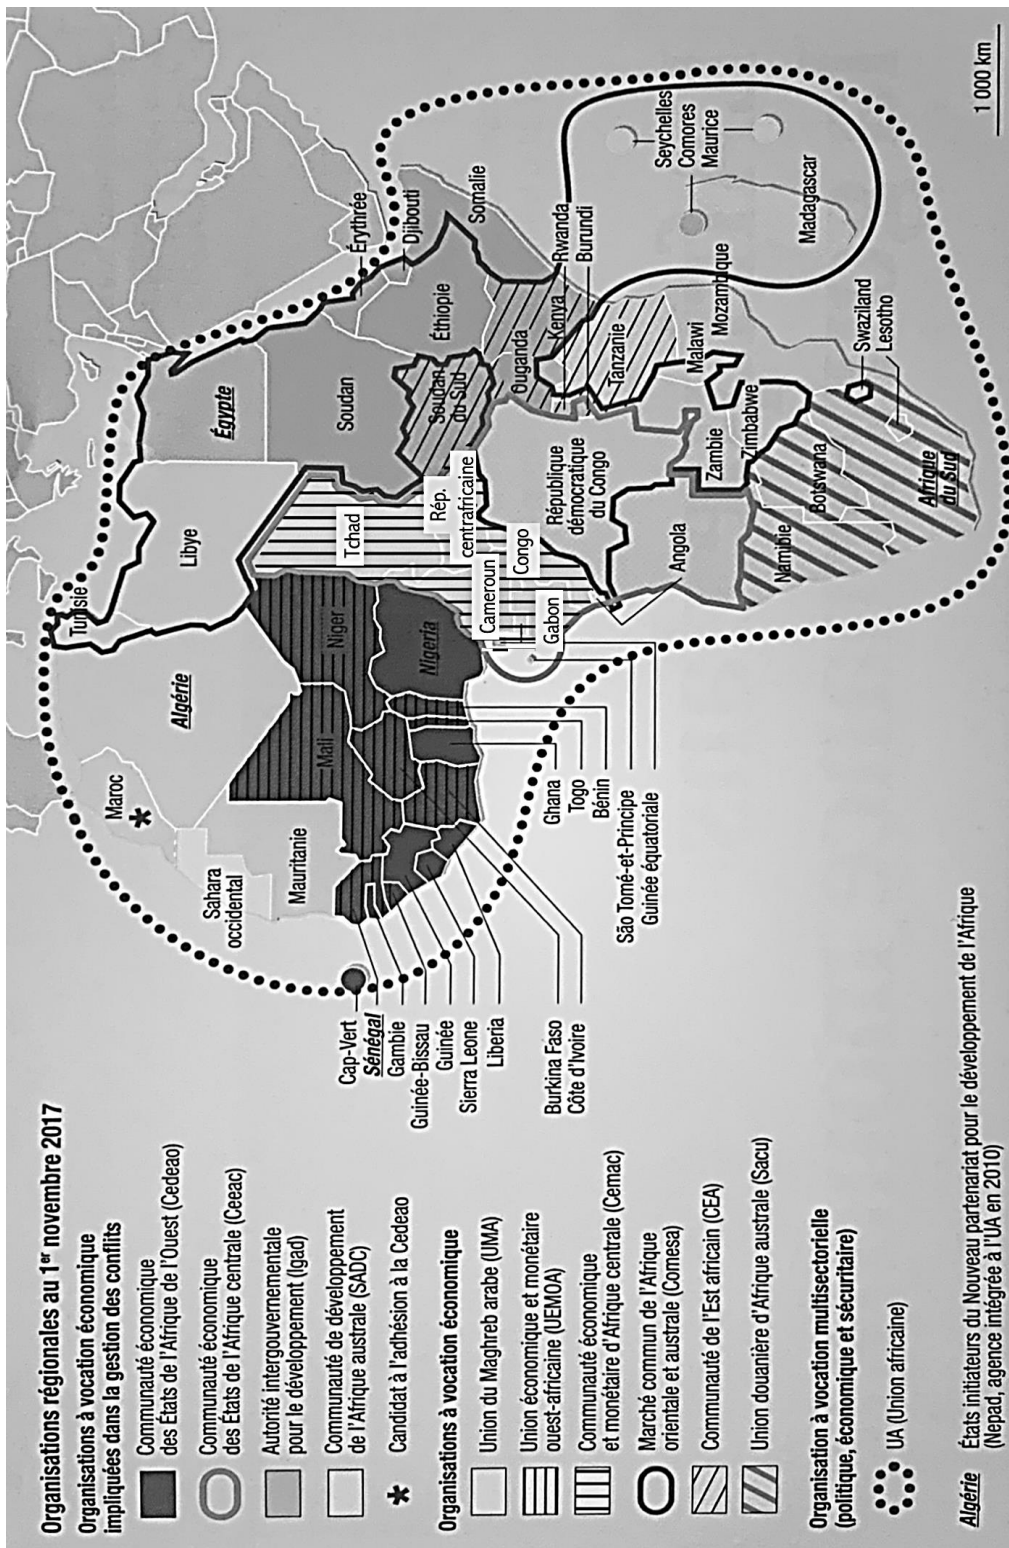 Organisations régionales au 1er novembre 2017
Organisations à vocation économique
impliquées dans la gestion des conflits
Communauté économique
des États de l'Afrique de l'Ouest (Cedeao)
Communauté économique
des États de l'Afrique centrale (Ceeac)
Autorité intergouvernementale
pour le développement (Igad)
Communauté de développement
de l'Afrique australe (SADC)
Candidat à l'adhésion à la Cedeao
Organisations à vocation économique
Union du Maghreb arabe (UMA)
Union économique et monétaire
ouest-africaine (UEMOA)
Communauté économique
et monétaire d'Afrique centrale (Cemac)
Marché commun de l'Afrique
orientale et australe (Comesa)
Communauté de l'Est africain (CEA)
Union douanière d'Afrique australe (Sacu)
Organisation à vocation multisectorielle
(politique, économique et sécuritaire)
UA (Union africaine)
Algérie
États initiateurs du Nouveau partenariat pour le développement de l'Afrique
(Nepad, agence intégrée à l'UA en 2010)
Cap-Vert
Sénégal
Gambie
Guinée-Bissau
Guinée
Sierra Leone
Liberia
Burkina Faso
Côte d'Ivoire
Maroc
Sahara
occidental
Mauritanie
Algérie
Mali
Niger
Nigeria
Ghana
Togo
Bénin
São Tomé-et-Principe
Guinée équatoriale
Tunisie
Libye
Tchad
Cameroun
Congo
Gabon
Rép.
centrafricaine
Égypte
Soudan
Soudan
du Sud
Éthiopie
Érythrée
Djibouti
Somalie
Ouganda
Kenya
Rwanda
Burundi
Tanzanie
République
démocratique
du Congo
Angola
Zambie
Malawi
Mozambique
Zimbabwe
Namibie
Botswana
Afrique
du Sud
Swaziland
Lesotho
Seychelles
Comores
Maurice
Madagascar
1 000 km